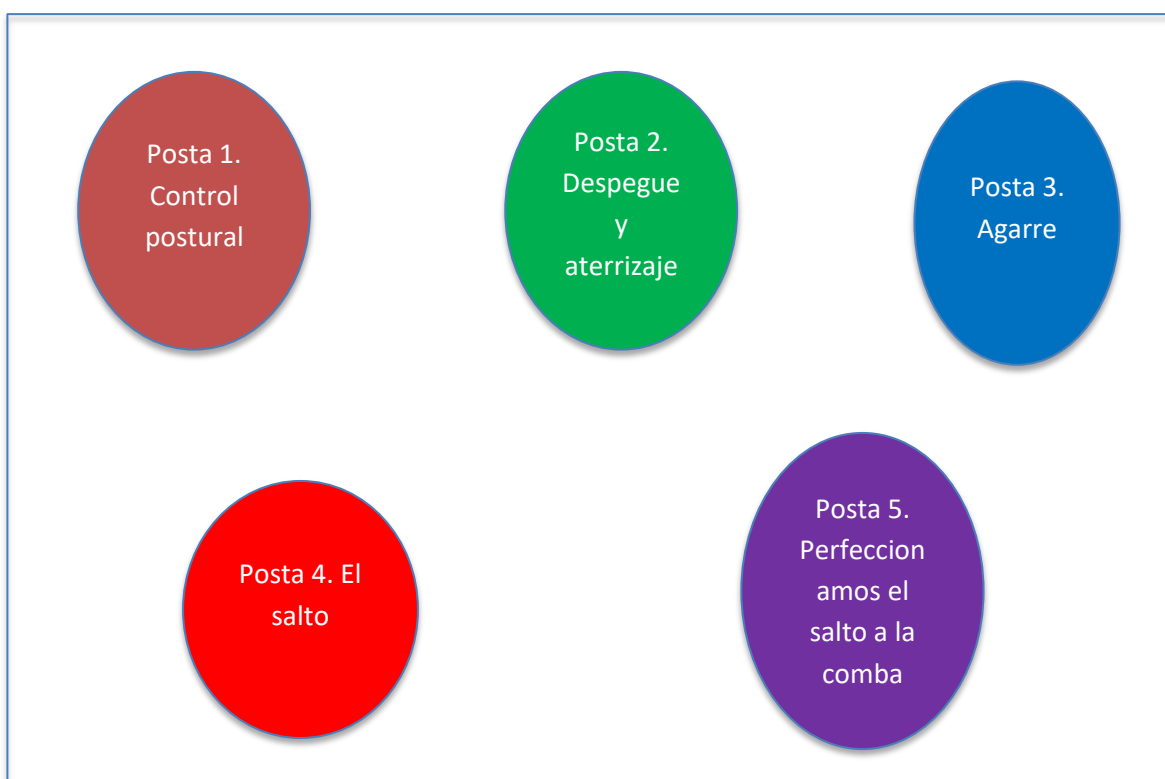 Posta 1.
Control
postural
Posta 2.
Despegue
y
aterrizaje
Posta 3.
Agarre
Posta 4. El
salto
Posta 5.
Perfeccion
amos el
salto a la
comba